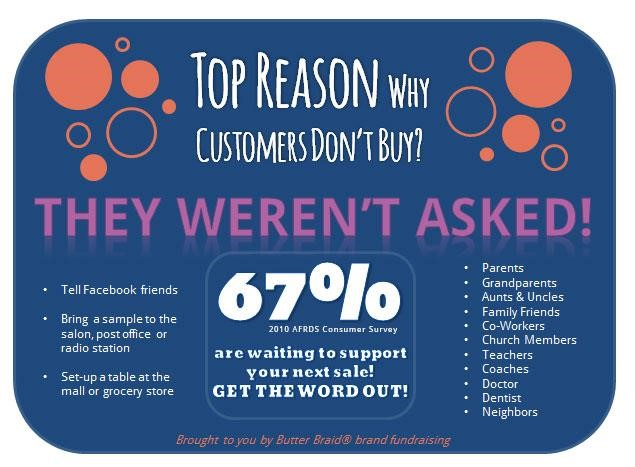 TOP REASON WHY
CUSTOMERS DON'T BUY?
THEY WEREN'T ASKED!
• Tell Facebook friends
• Bring a sample to the
salon, post office or
radio station
• Set-up a table at the
mall or grocery store
67%
2010 AFRDS Consumer Survey
are waiting to support
your next sale!
GET THE WORD OUT!
• Parents
• Grandparents
• Aunts & Uncles
• Family Friends
• Co-Workers
• Church Members
• Teachers
• Coaches
• Doctor
• Dentist
• Neighbors
Brought to you by Butter Braid® brand fundraising